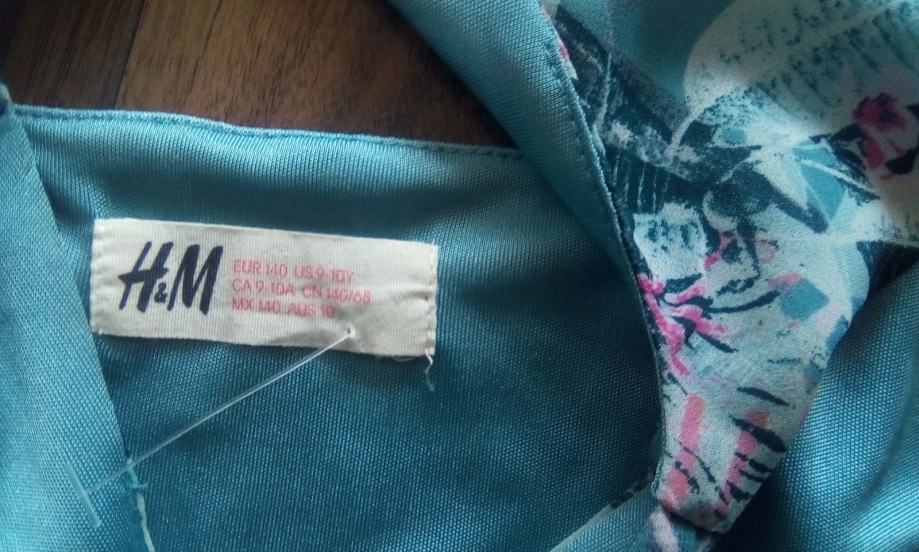 H&M
EUR 140 US 9-10Y
CA 9-10A CN 140/68
MX 140 AUS 10